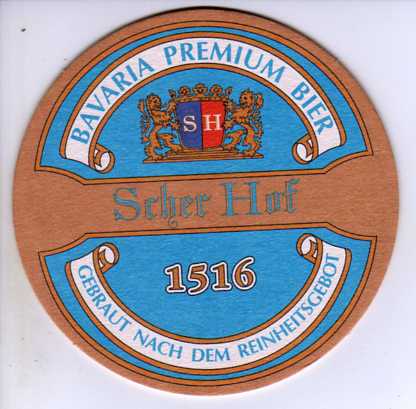 BAVARIA PREMIUM BIER
S H
Scher Hof
1516
GEBRAUT NACH DEM REINHEITSGEBOT